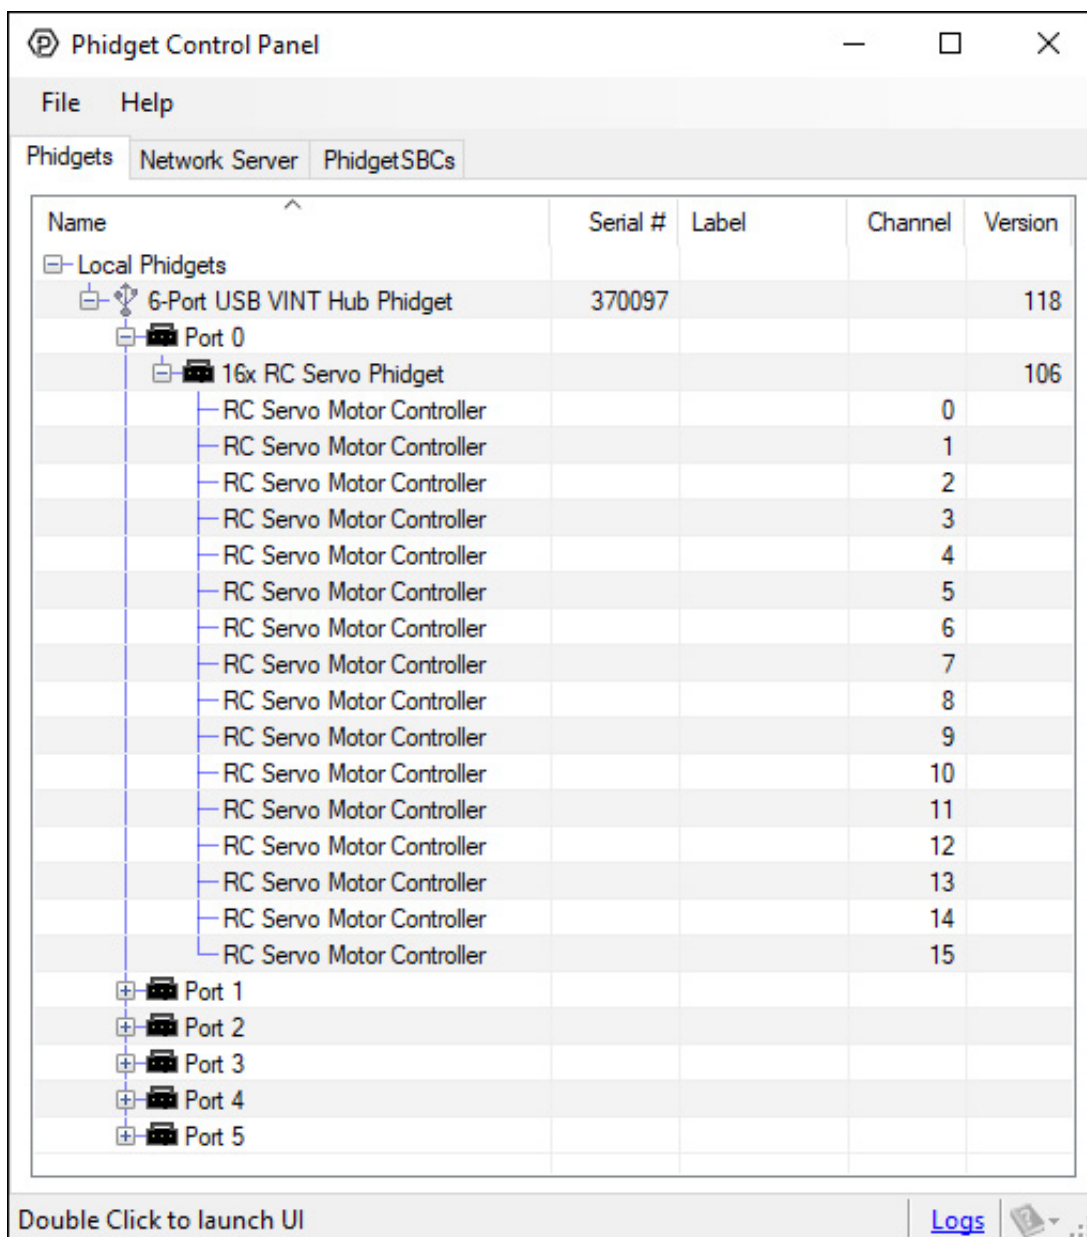 Phidget Control Panel
File Help
Phidgets Network Server PhidgetSBCs
Name Serial # Label Channel Version
Local Phidgets
6-Port USB VINT Hub Phidget 370097 118
Port 0
16x RC Servo Phidget 106
RC Servo Motor Controller 0
RC Servo Motor Controller 1
RC Servo Motor Controller 2
RC Servo Motor Controller 3
RC Servo Motor Controller 4
RC Servo Motor Controller 5
RC Servo Motor Controller 6
RC Servo Motor Controller 7
RC Servo Motor Controller 8
RC Servo Motor Controller 9
RC Servo Motor Controller 10
RC Servo Motor Controller 11
RC Servo Motor Controller 12
RC Servo Motor Controller 13
RC Servo Motor Controller 14
RC Servo Motor Controller 15
Port 1
Port 2
Port 3
Port 4
Port 5
Double Click to launch UI Logs